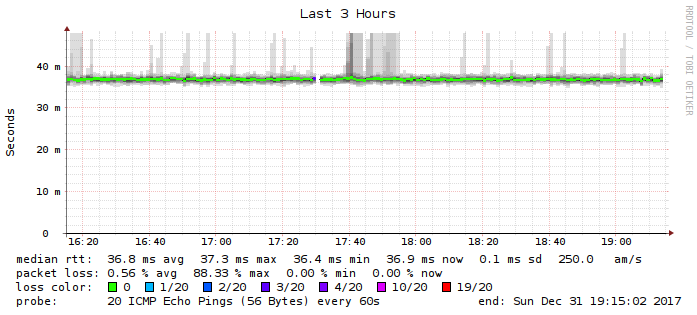 Last 3 Hours
RRDTOOL / TOBI OETIKER
Seconds
40 m
30 m
20 m
10 m
0
16:20 16:40 17:00 17:20 17:40 18:00 18:20 18:40 19:00
median rtt: 36.8 ms avg 37.3 ms max 36.4 ms min 36.9 ms now 0.1 ms sd 250.0 am/s
packet loss: 0.56 % avg 88.33 % max 0.00 % min 0.00 % now
loss color: 0 1/20 2/20 3/20 4/20 10/20 19/20
probe: 20 ICMP Echo Pings (56 Bytes) every 60s end: Sun Dec 31 19:15:02 2017